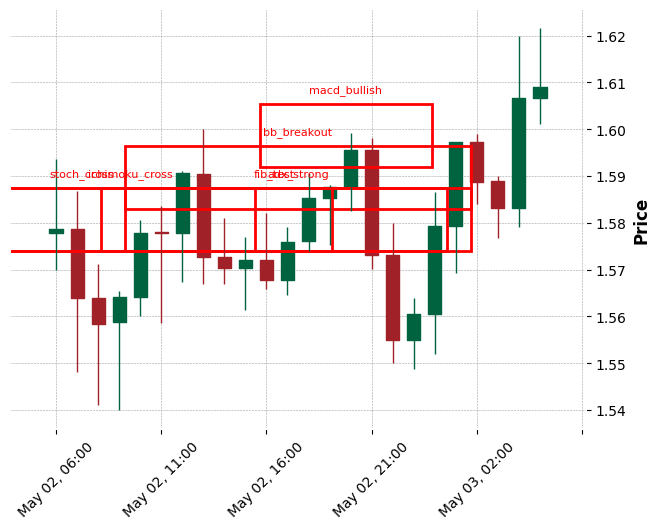 1.62
1.61
macd_bullish
1.60
bb_breakout
1.59
stoch_cross
ichimoku_cross
fib_test
adx_strong
1.58
1.57
1.56
1.55
1.54
Price
May 02, 06:00
May 02, 11:00
May 02, 16:00
May 02, 21:00
May 03, 02:00